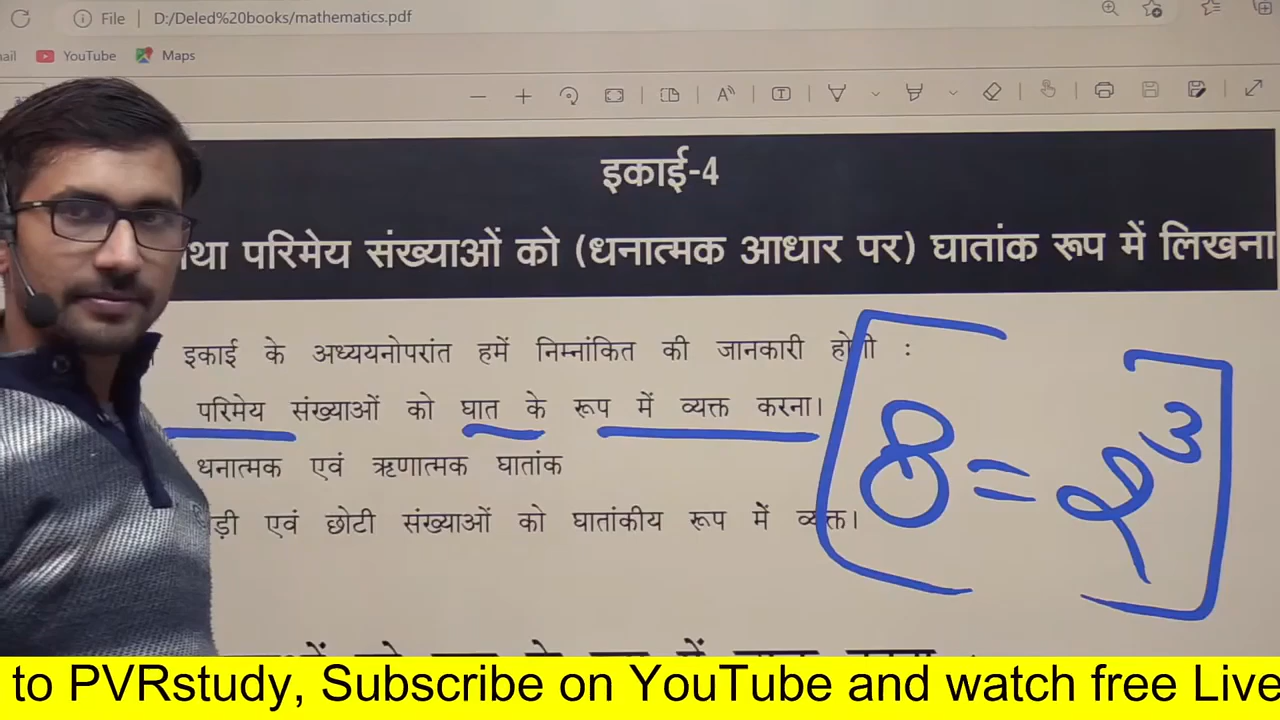 File D:/Deled%20books/mathematics.pdf
YouTube Maps
इकाई-4
परिमेय संख्याओं को (धनात्मक आधार पर) घातांक रूप में लिखना
इकाई के अध्ययनोपरांत हमें निम्नांकित की जानकारी होगी :
परिमेय संख्याओं को घात के रूप में व्यक्त करना।
धनात्मक एवं ऋणात्मक घातांक
एवं छोटी संख्याओं को घातांकीय रूप में व्यक्त।
8 = 2³
to PVRstudy, Subscribe on YouTube and watch free Live